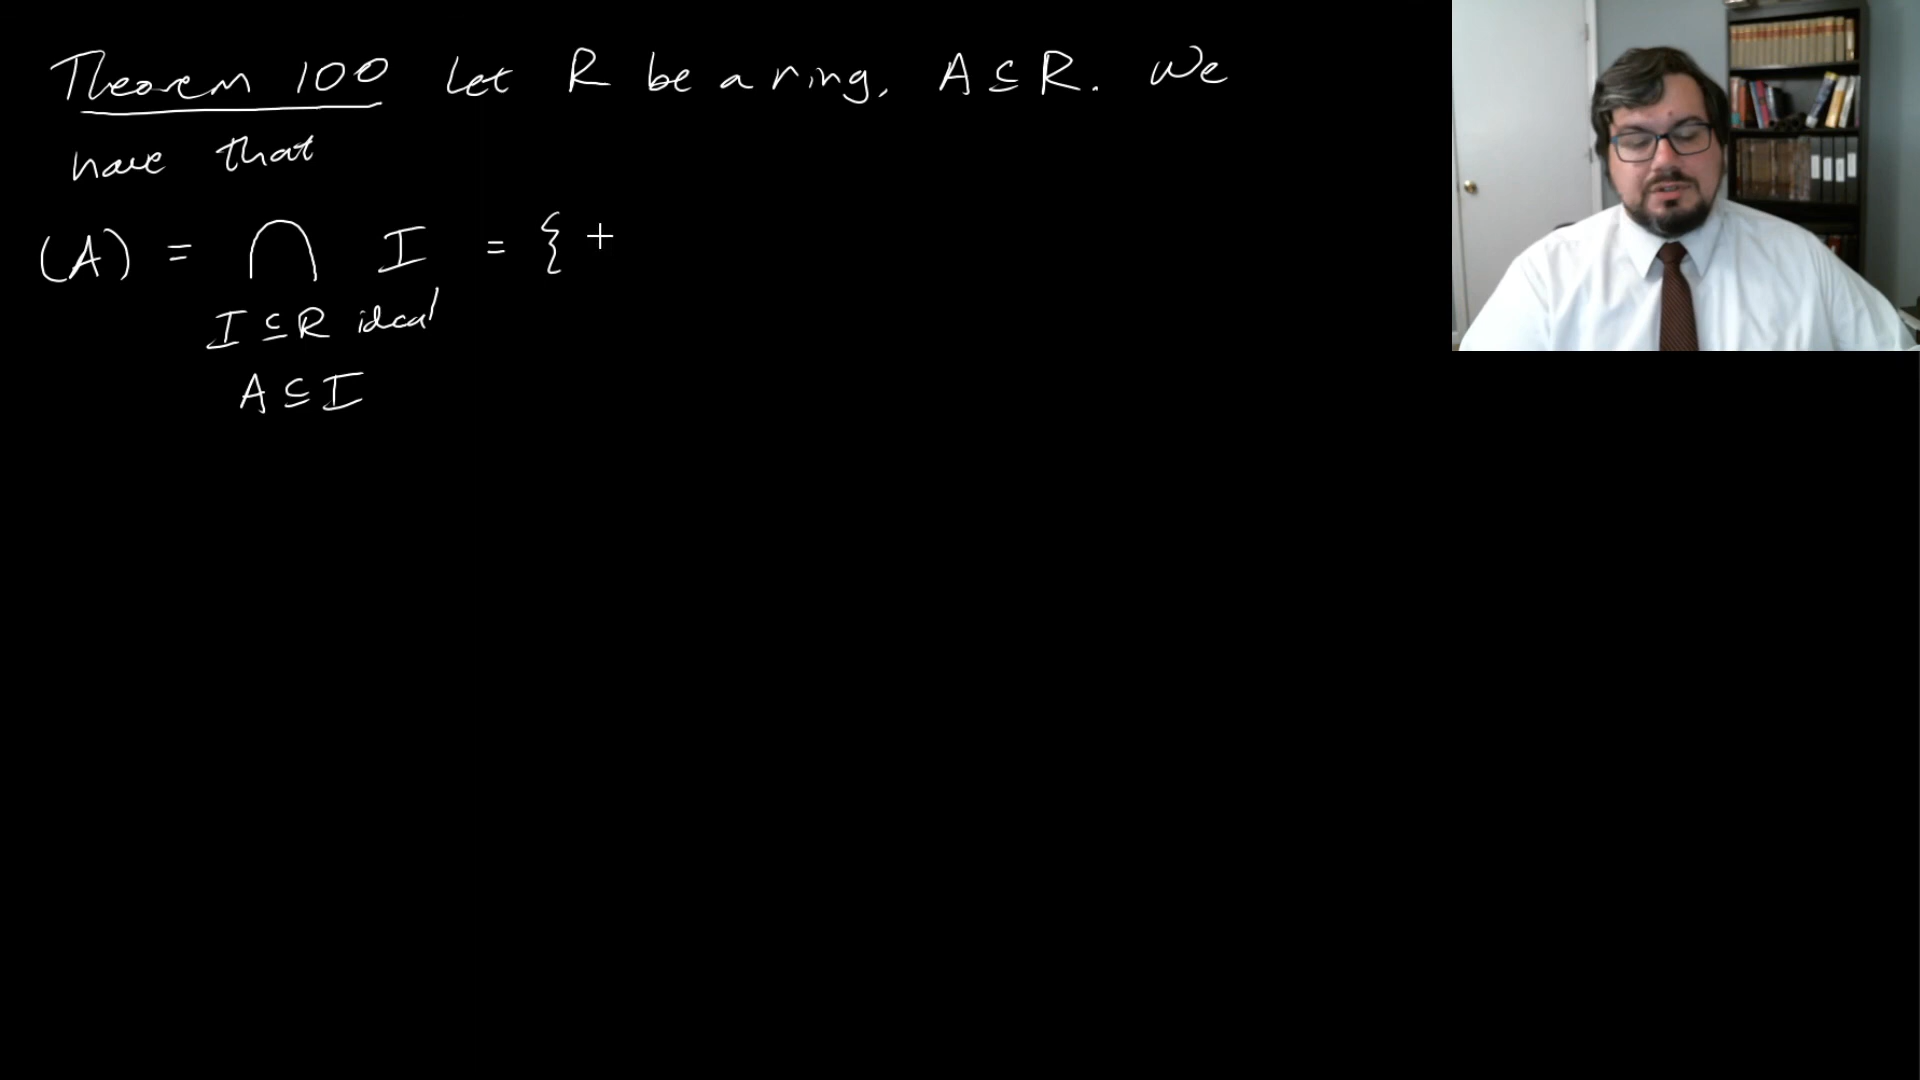 Theorem 100 Let R be a ring, A ⊆ R. We
have that
(A) = ⋂ I = { +
I ⊆ R ideal
A ⊆ I